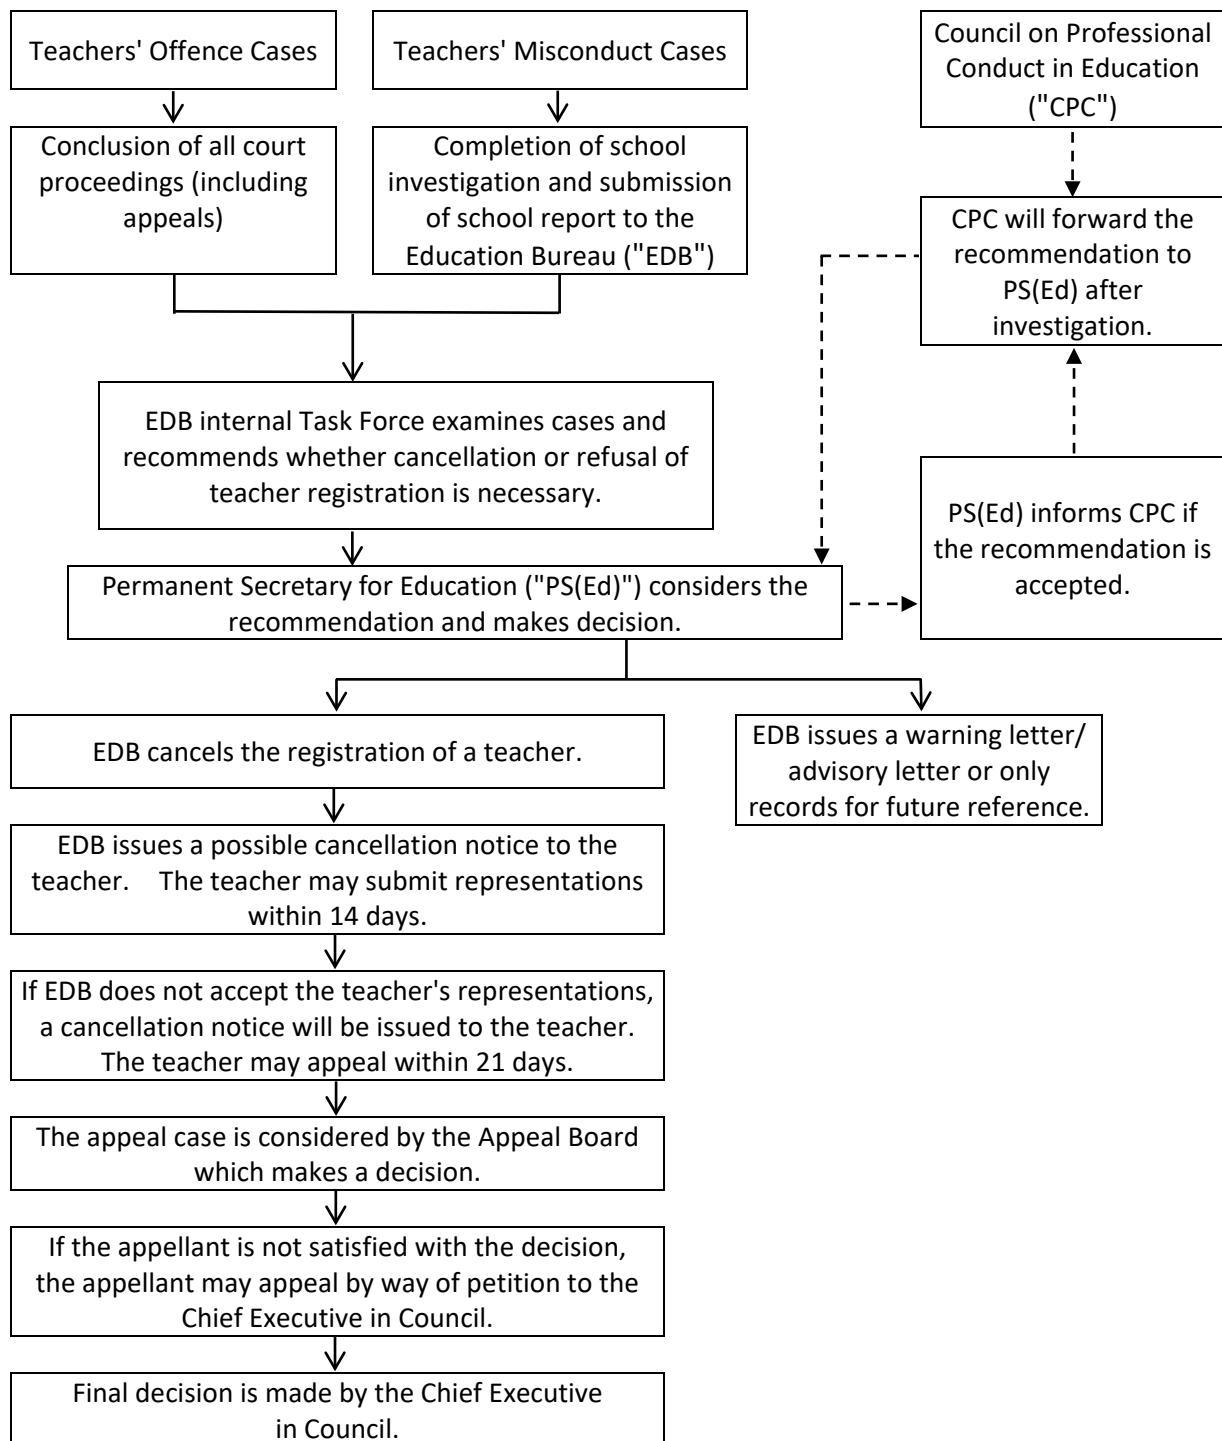 Teachers' Offence Cases
Teachers' Misconduct Cases
Council on Professional
Conduct in Education
("CPC")
Conclusion of all court
proceedings (including
appeals)
Completion of school
investigation and submission
of school report to the
Education Bureau ("EDB")
CPC will forward the
recommendation to
PS(Ed) after
investigation.
EDB internal Task Force examines cases and
recommends whether cancellation or refusal of
teacher registration is necessary.
PS(Ed) informs CPC if
the recommendation is
accepted.
Permanent Secretary for Education ("PS(Ed)") considers the
recommendation and makes decision.
EDB cancels the registration of a teacher.
EDB issues a warning letter/
advisory letter or only
records for future reference.
EDB issues a possible cancellation notice to the
teacher. The teacher may submit representations
within 14 days.
If EDB does not accept the teacher's representations,
a cancellation notice will be issued to the teacher.
The teacher may appeal within 21 days.
The appeal case is considered by the Appeal Board
which makes a decision.
If the appellant is not satisfied with the decision,
the appellant may appeal by way of petition to the
Chief Executive in Council.
Final decision is made by the Chief Executive
in Council.